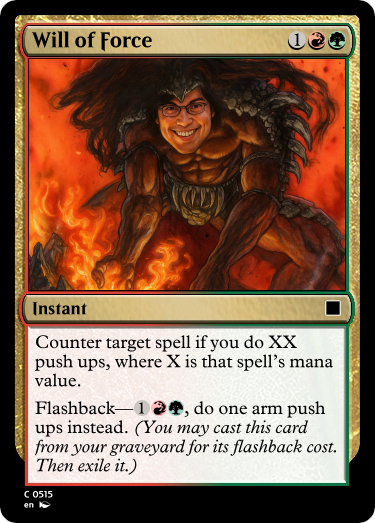 Will of Force 1
Instant
Counter target spell if you do XX
push ups, where X is that spell's mana
value.
Flashback—1, do one arm push
ups instead. (You may cast this card
from your graveyard for its flashback cost.
Then exile it.)
C 0515
en